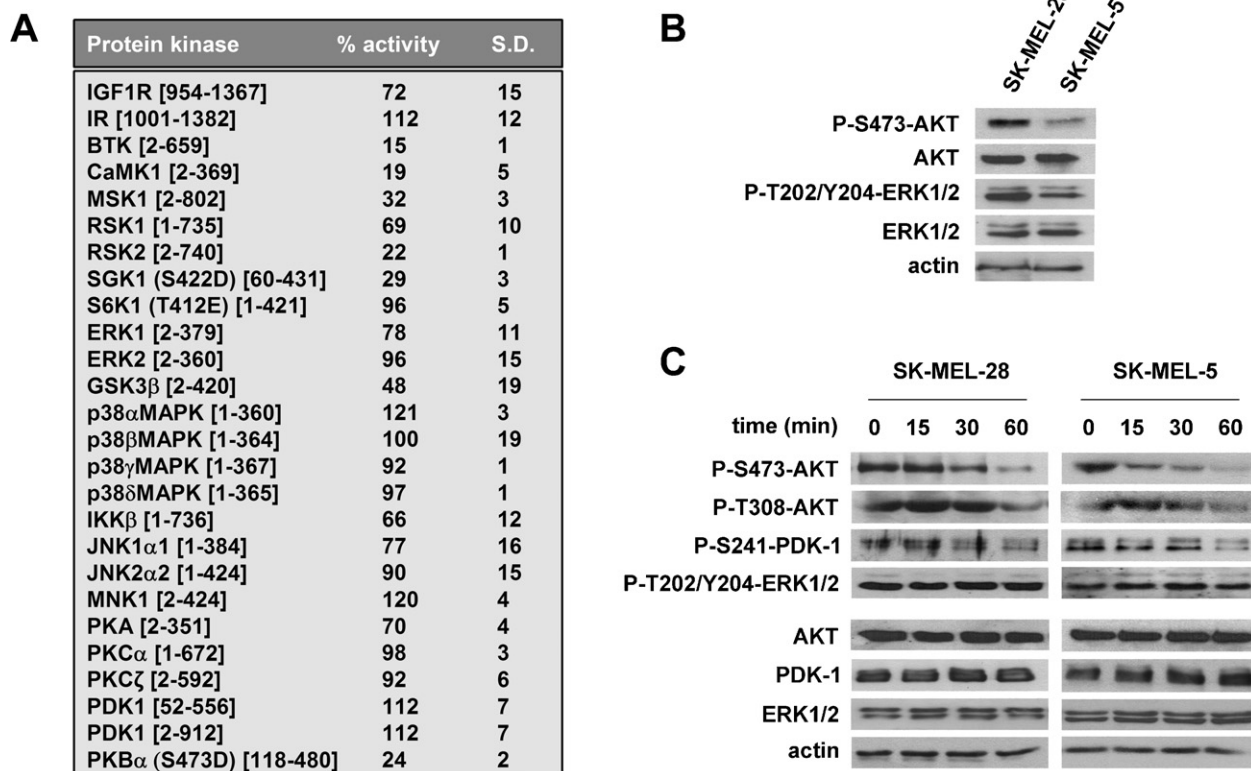 A
Protein kinase % activity S.D.
IGF1R [954-1367] 72 15
IR [1001-1382] 112 12
BTK [2-659] 15 1
CaMK1 [2-369] 19 5
MSK1 [2-802] 32 3
RSK1 [1-735] 69 10
RSK2 [2-740] 22 1
SGK1 (S422D) [60-431] 29 3
S6K1 (T412E) [1-421] 96 5
ERK1 [2-379] 78 11
ERK2 [2-360] 96 15
GSK3β [2-420] 48 19
p38αMAPK [1-360] 121 3
p38βMAPK [1-364] 100 19
p38γMAPK [1-367] 92 1
p38δMAPK [1-365] 97 1
IKKβ [1-736] 66 12
JNK1α1 [1-384] 77 16
JNK2α2 [1-424] 90 15
MNK1 [2-424] 120 4
PKA [2-351] 70 4
PKCα [1-672] 98 3
PKCζ [2-592] 92 6
PDK1 [52-556] 112 7
PDK1 [2-912] 112 7
PKBα (S473D) [118-480] 24 2
B
SK-MEL-5
P-S473-AKT
AKT
P-T202/Y204-ERK1/2
ERK1/2
actin
C
SK-MEL-28 SK-MEL-5
time (min) 0 15 30 60 0 15 30 60
P-S473-AKT
P-T308-AKT
P-S241-PDK-1
P-T202/Y204-ERK1/2
AKT
PDK-1
ERK1/2
actin